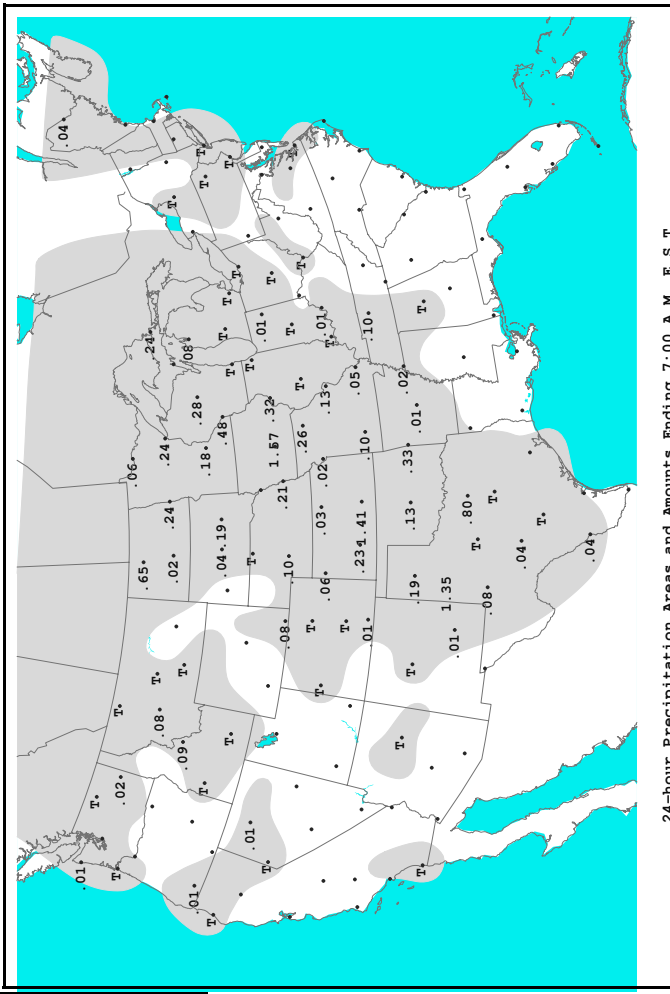 .04
.01
T
T
T
.02
.06
.65
.24
T
.08
.24
.24
T
.02
.09
T
.08
.01
.28
T
T
T
.18
T
.04 .19
.48
T
T
T
T
T
T
T
.01
T
.01
T
.32
T
.21
.08
.10
T
T
.26
T
T
T
.03
.01
.02
.06
.13
T
T
.05
.23 1.41
.10
.01
.10
T
.02
.33
.13
T
.19
.01
T
T
1.35
.01
.80
T
.08
T
.04
T
.04
24-hour Precipitation Areas and Amounts Ending 7:00 A.M. E.S.T.